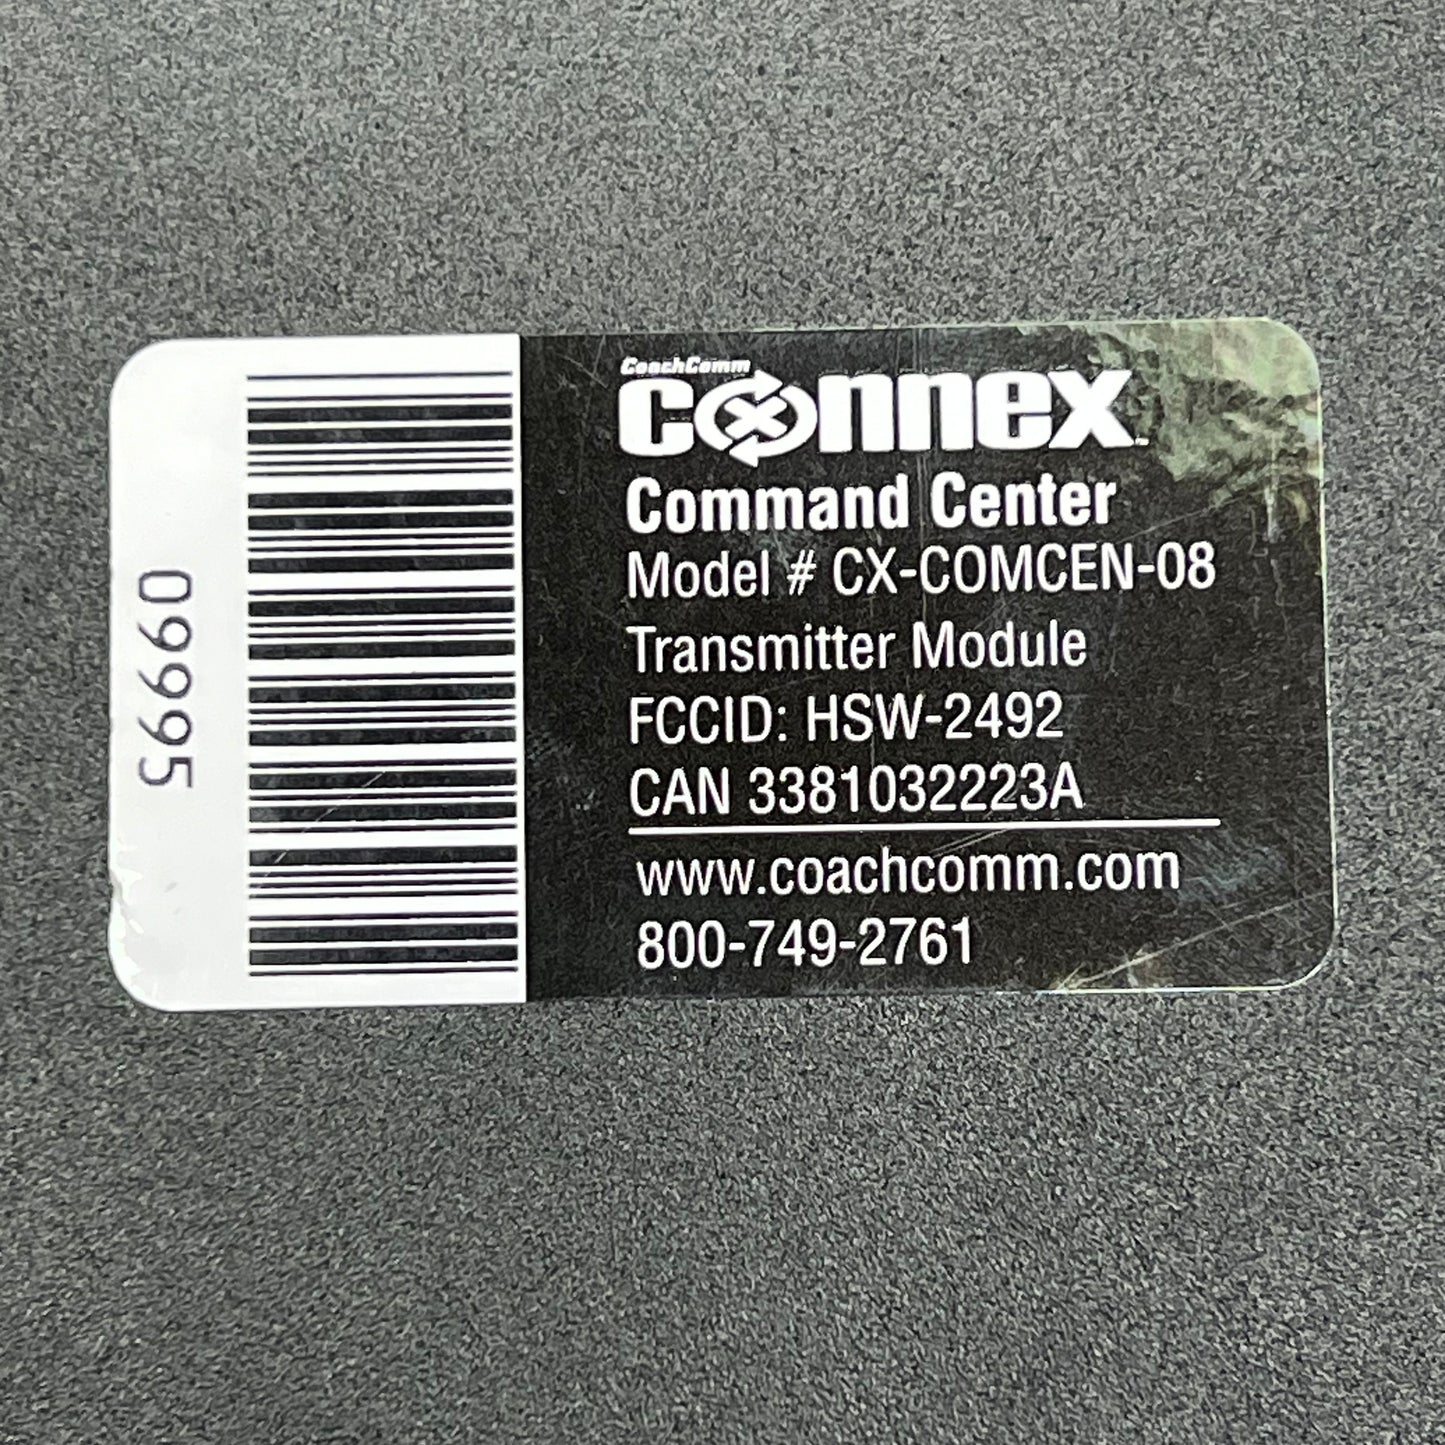 09995
CoachComm
connex™
Command Center
Model # CX-COMCEN-08
Transmitter Module
FCCID: HSW-2492
CAN 3381032223A
www.coachcomm.com
800-749-2761